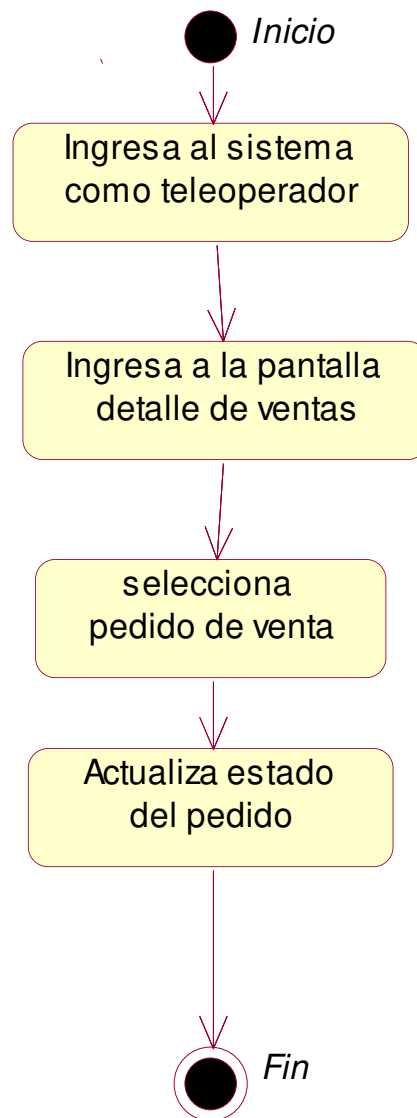 Inicio
Ingresa al sistema
como teleoperador
Ingresa a la pantalla
detalle de ventas
selecciona
pedido de venta
Actualiza estado
del pedido
Fin